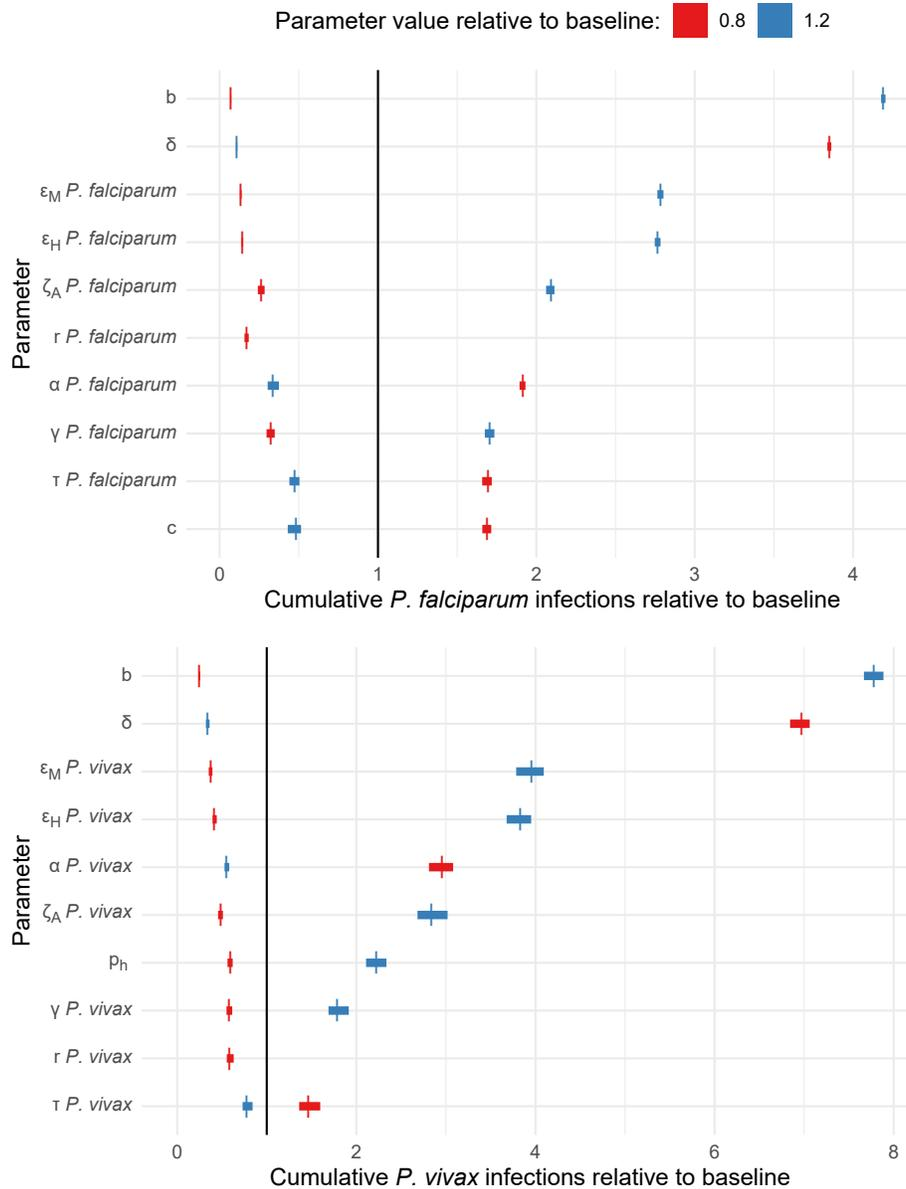 Parameter value relative to baseline: 0.8 1.2
b
δ
εM P. falciparum
εH P. falciparum
ζA P. falciparum
r P. falciparum
α P. falciparum
γ P. falciparum
τ P. falciparum
c
Parameter
0 1 2 3 4
Cumulative P. falciparum infections relative to baseline
b
δ
εM P. vivax
εH P. vivax
α P. vivax
ζA P. vivax
ph
γ P. vivax
r P. vivax
τ P. vivax
Parameter
0 2 4 6 8
Cumulative P. vivax infections relative to baseline